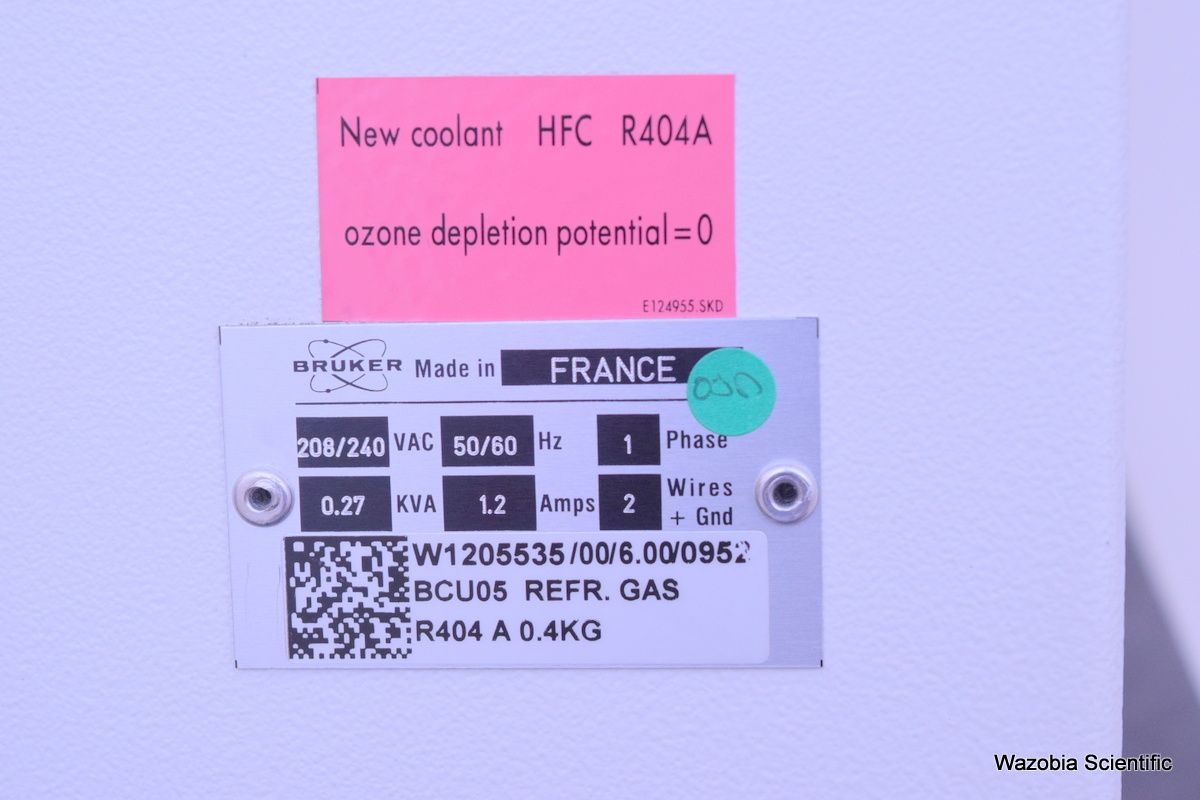 New coolant HFC R404A
ozone depletion potential=0
E124955.SKD
BRUKER Made in FRANCE
208/240 VAC 50/60 Hz 1 Phase
0.27 KVA 1.2 Amps 2 Wires + Gnd
W1205535/00/6.00/0952
BCU05 REFR. GAS
R404 A 0.4KG
Wazobia Scientific